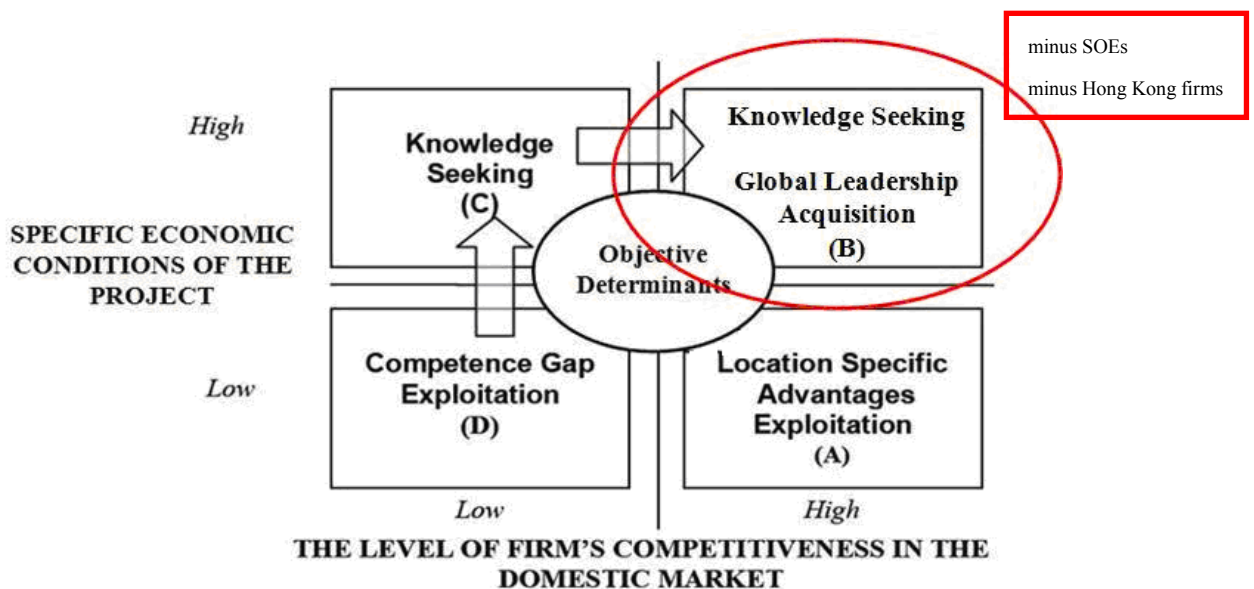 minus SOEs
minus Hong Kong firms
High
Knowledge
Seeking
(C)
Knowledge Seeking
Global Leadership
Acquisition
(B)
SPECIFIC ECONOMIC
CONDITIONS OF THE
PROJECT
Objective
Determinants
Low
Competence Gap
Exploitation
(D)
Location Specific
Advantages
Exploitation
(A)
Low
High
THE LEVEL OF FIRM'S COMPETITIVENESS IN THE
DOMESTIC MARKET